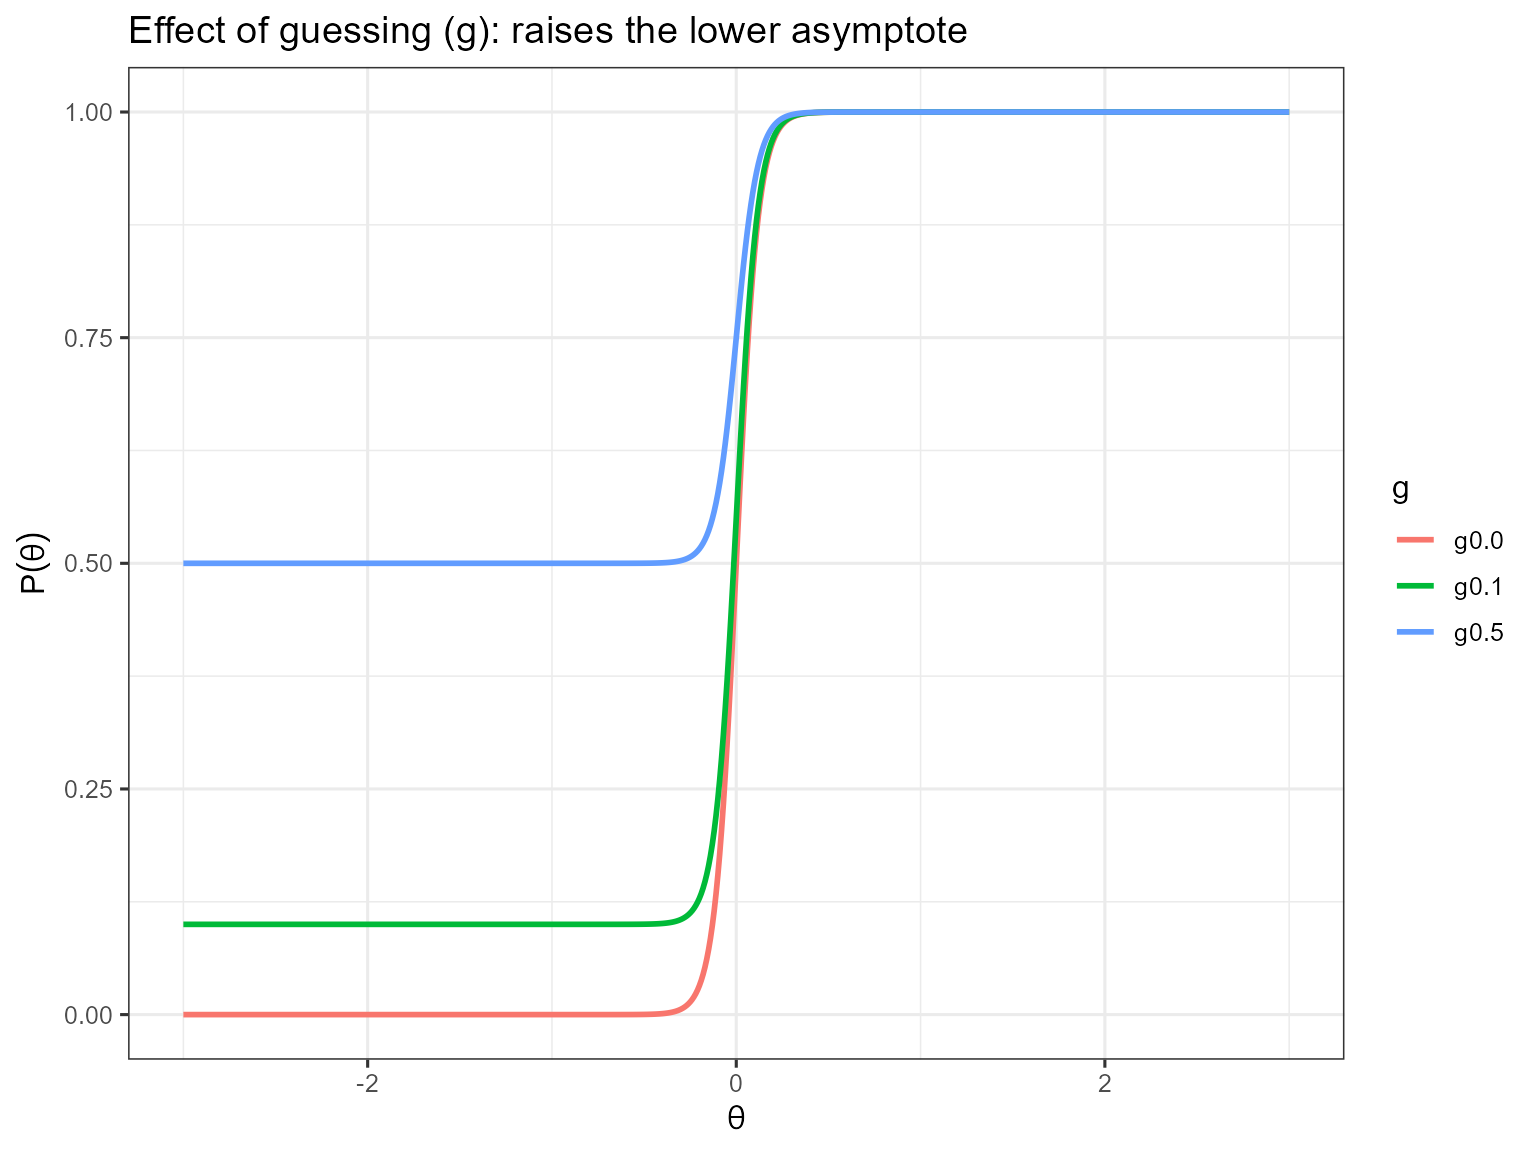 Effect of guessing (g): raises the lower asymptote
1.00
0.75
0.50
0.25
0.00
P(θ)
-2
0
2
θ
g
g0.0
g0.1
g0.5